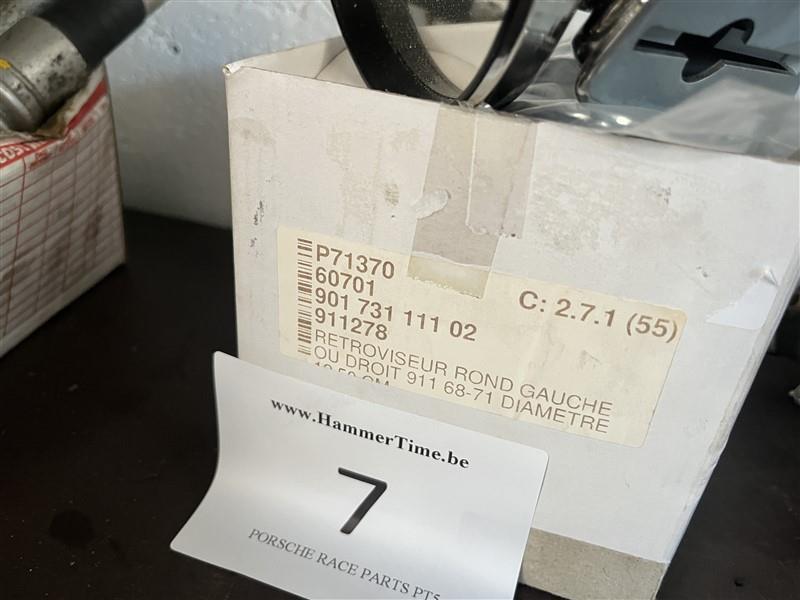 P71370
60701
901 731 111 02
911278
C: 2.7.1 (55)
RETROVISEUR ROND GAUCHE
OU DROIT 911 68-71 DIAMETRE
www.HammerTime.be
7
PORSCHE RACE PARTS PT5